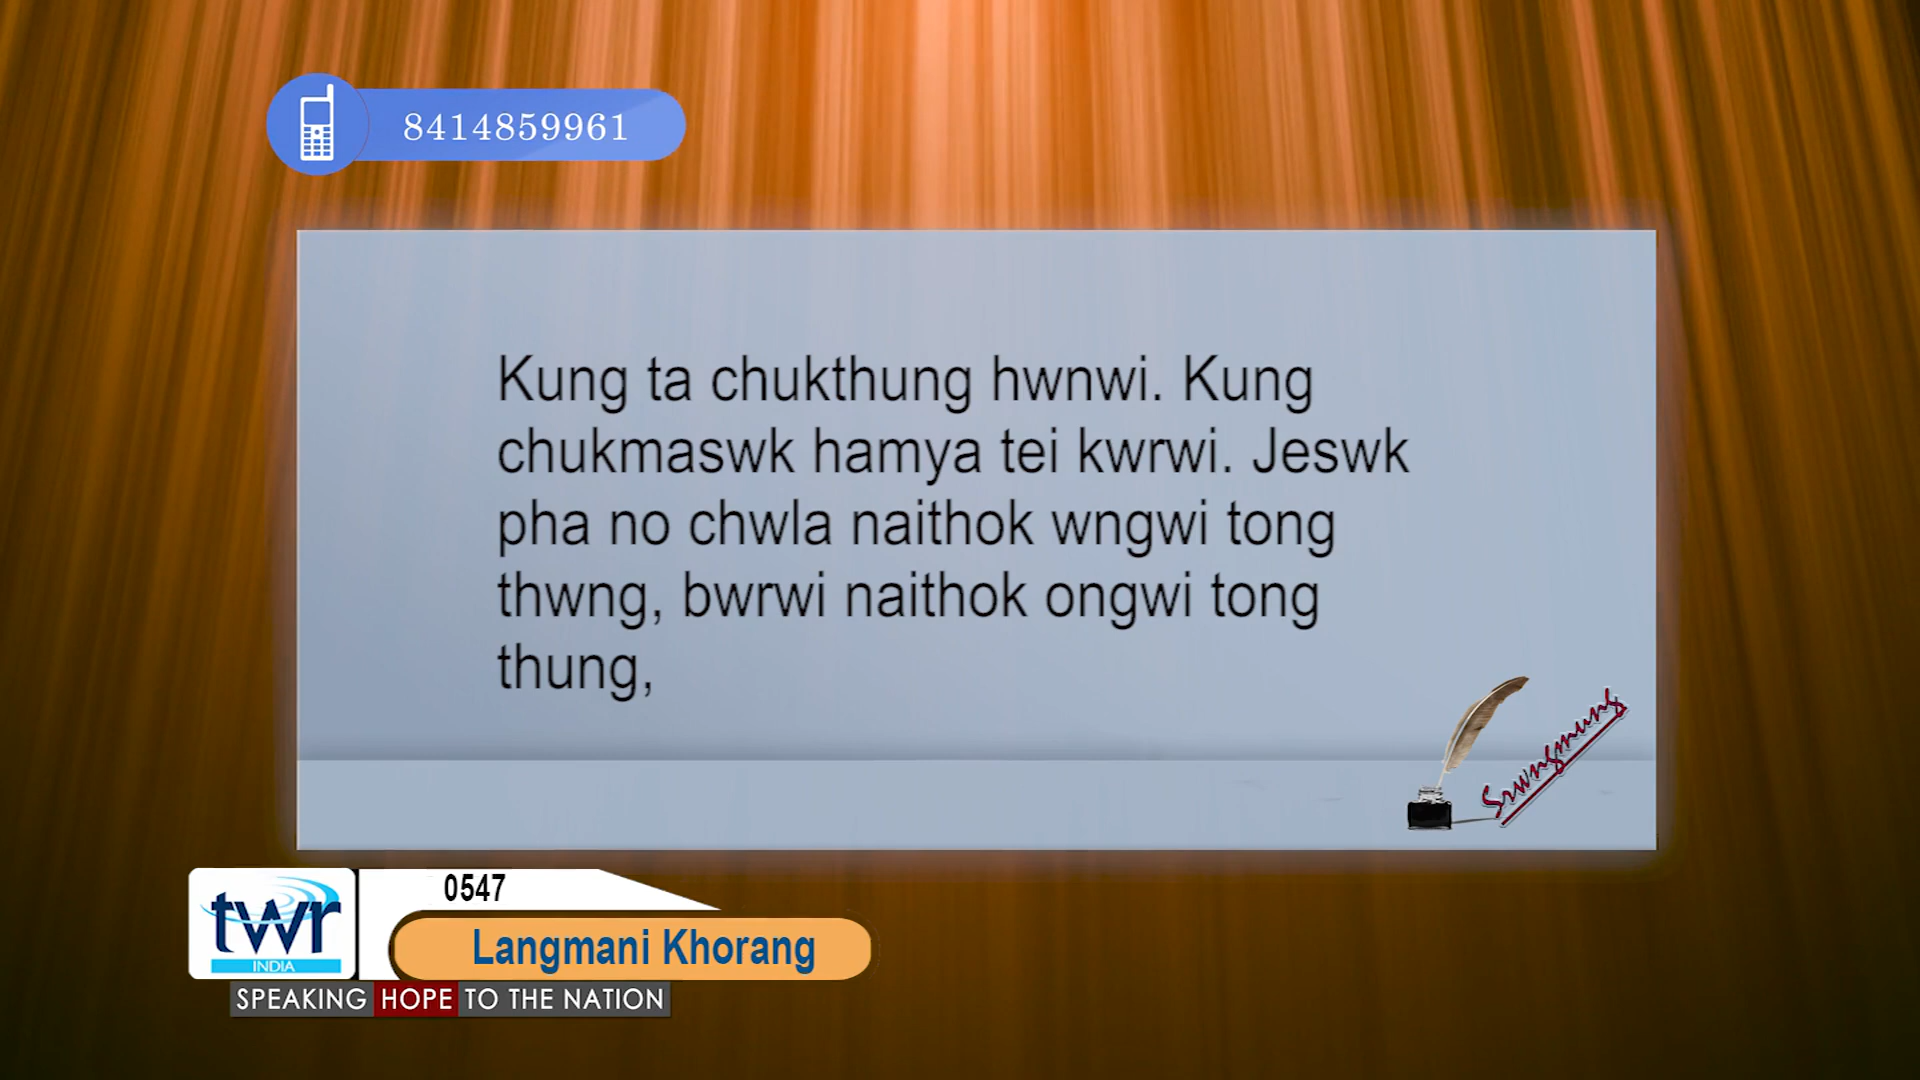 8414859961
Kung ta chukthung hwnwi. Kung
chukmaswk hamya tei kwrwi. Jeswk
pha no chwla naithok wngwi tong
thwng, bwrwi naithok ongwi tong
thung,
Srwngmung
twr
INDIA
0547
Langmani Khorang
SPEAKING HOPE TO THE NATION